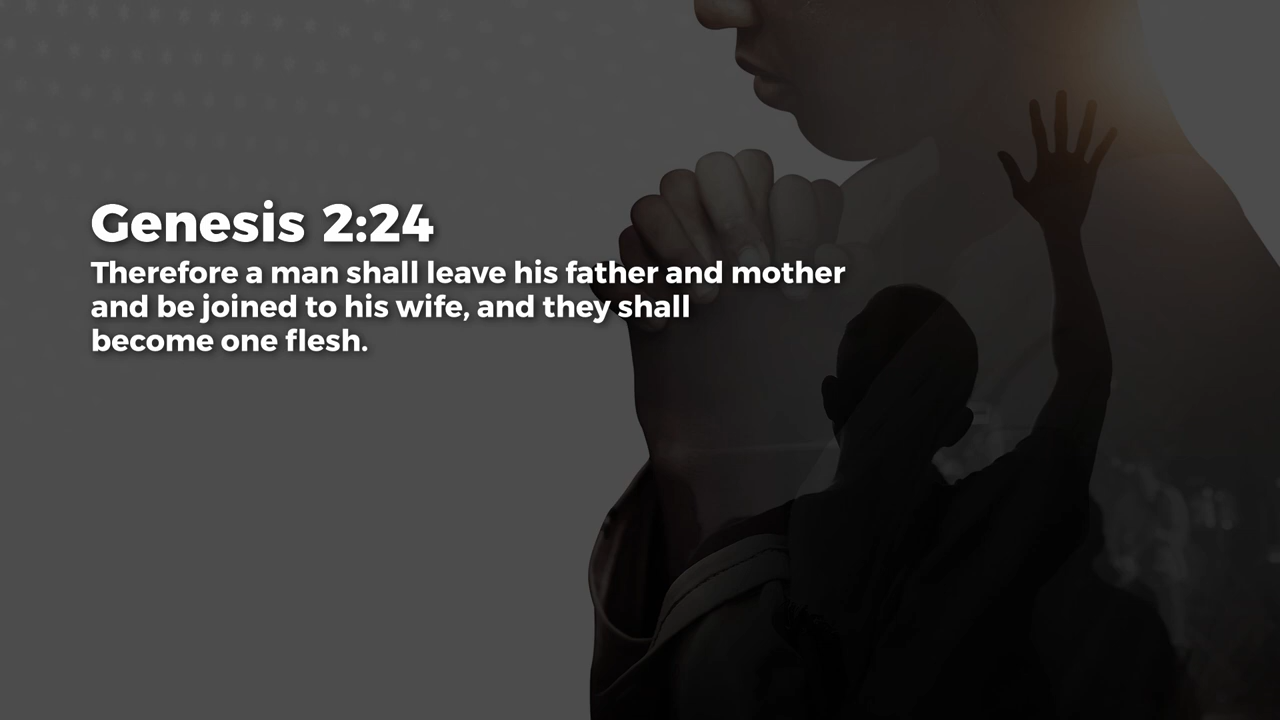 Genesis 2:24
Therefore a man shall leave his father and mother
and be joined to his wife, and they shall
become one flesh.